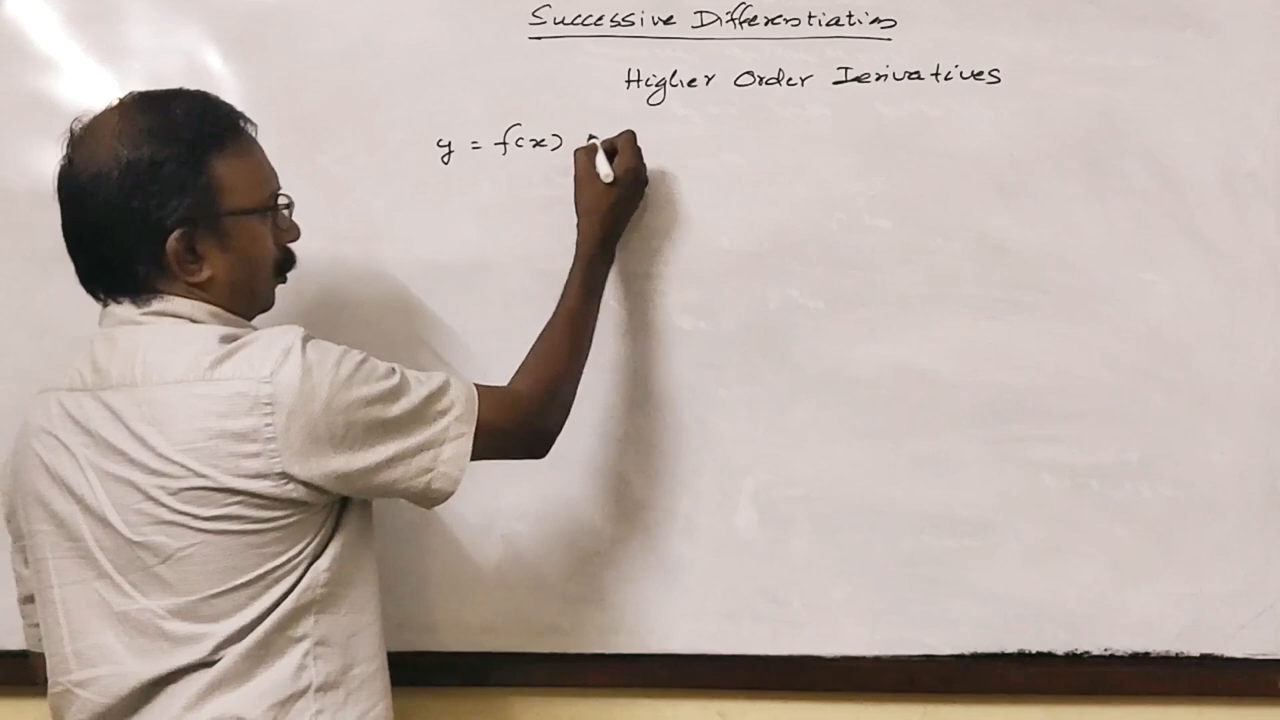 Successive Differentiation
Higher Order Derivatives
y = f(x)